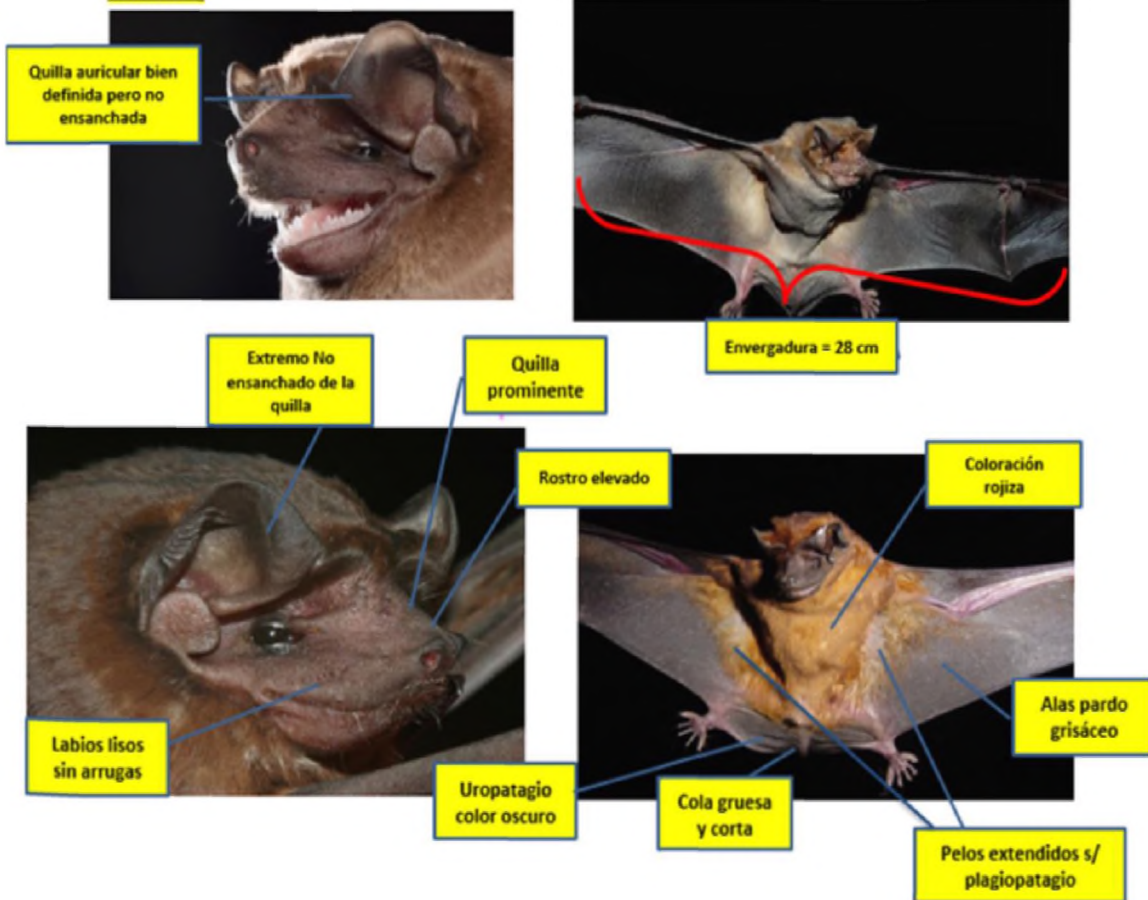 Quilla auricular bien
definida pero no
ensanchada
Envergadura = 28 cm
Extremo No
ensanchado de la
quilla
Quilla
prominente
Rostro elevado
Coloración
rojiza
Labios lisos
sin arrugas
Uropatagio
color oscuro
Cola gruesa
y corta
Alas pardo
grisáceo
Pelos extendidos s/
plagiopatagio